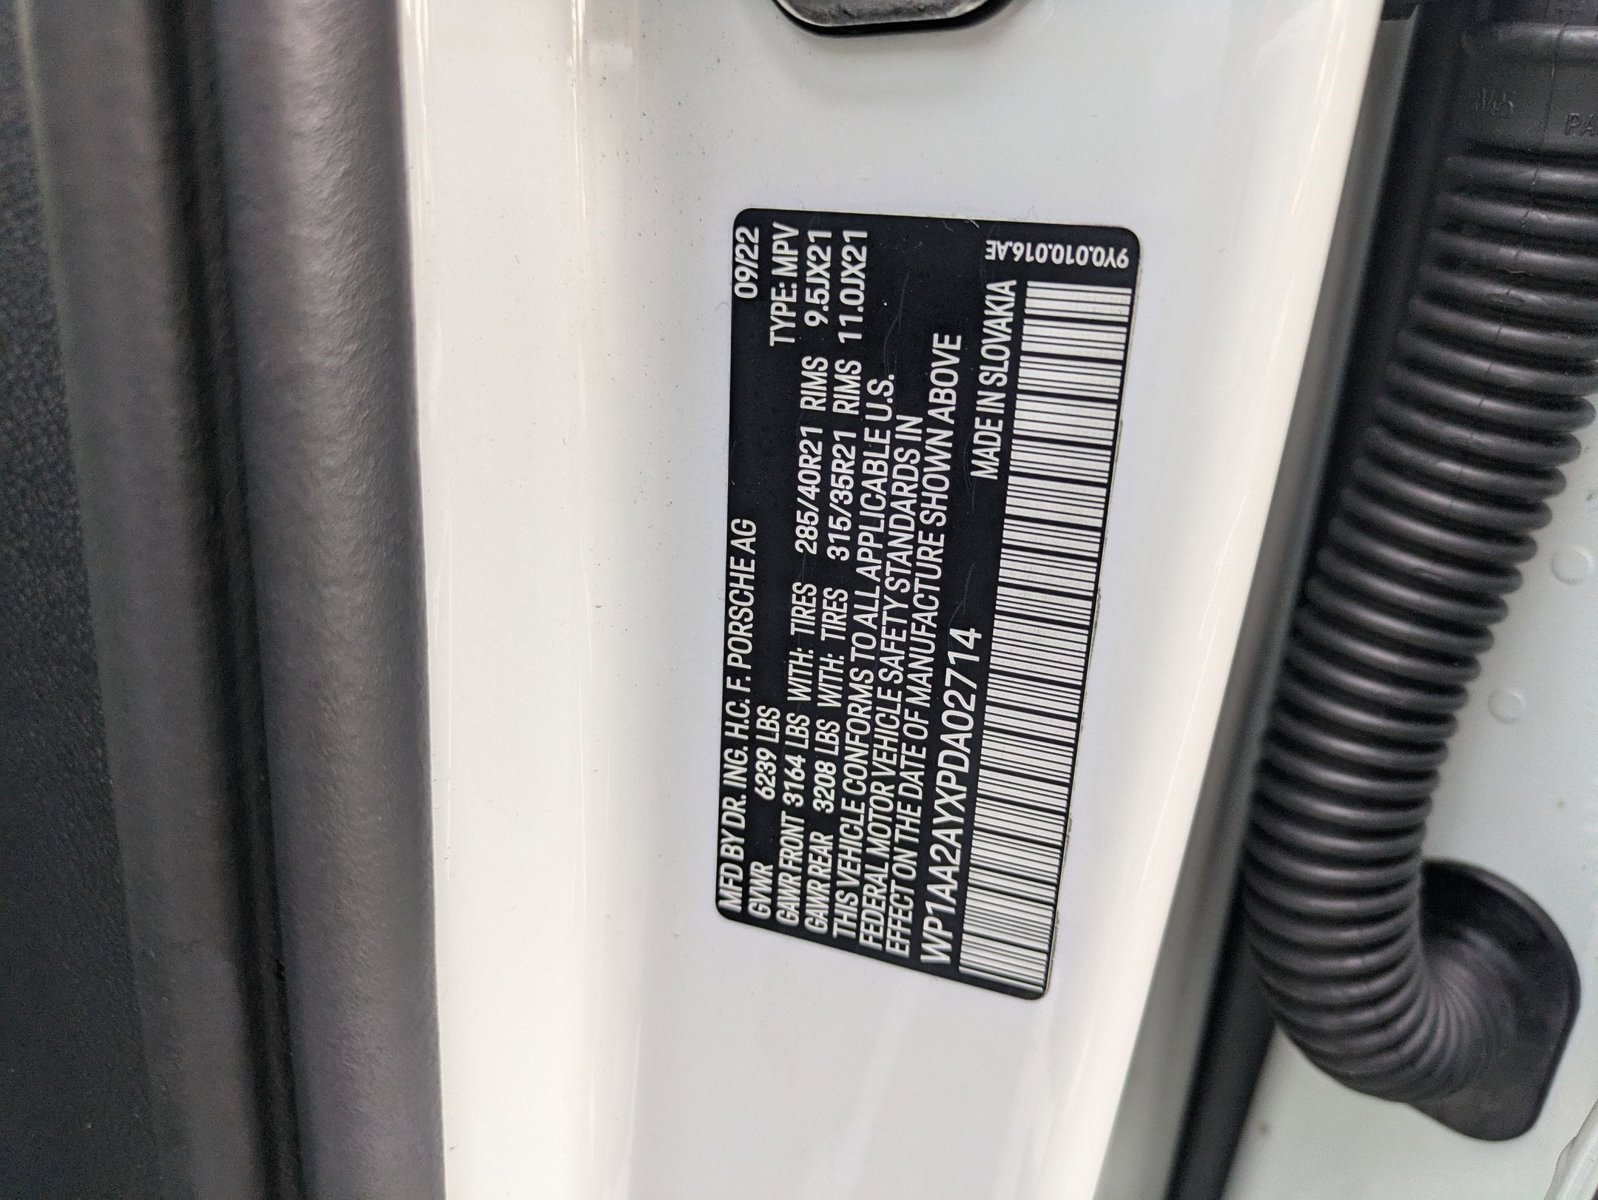 MFD BY DR. ING. H.C. F. PORSCHE AG 09/22
GVWR 6239 LBS TYPE: MPV
GAWR FRONT 3164 LBS WITH: TIRES 285/40R21 RIMS 9.5JX21
GAWR REAR 3208 LBS WITH: TIRES 315/35R21 RIMS 11.0JX21
THIS VEHICLE CONFORMS TO ALL APPLICABLE U.S.
FEDERAL MOTOR VEHICLE SAFETY STANDARDS IN
EFFECT ON THE DATE OF MANUFACTURE SHOWN ABOVE
WP1AA2AYXPDA02714 MADE IN SLOVAKIA
9Y0.010.016.AE